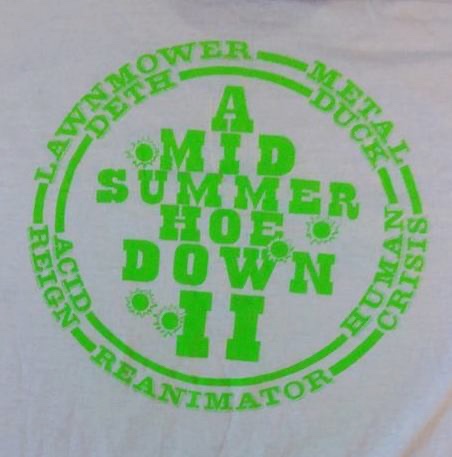 A
MID
SUMMER
HOE
DOWN
II
LAWNMOWER
DETH
METAL
DUCK
HUMAN
CRISIS
REANIMATOR
ACID
REIGN